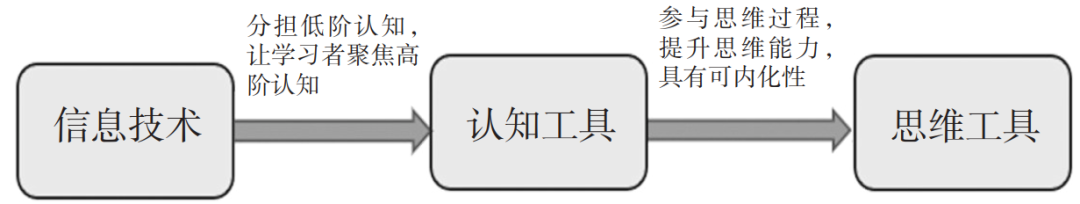 信息技术
分担低阶认知，
让学习者聚焦高
阶认知
认知工具
参与思维过程，
提升思维能力，
具有可内化性
思维工具